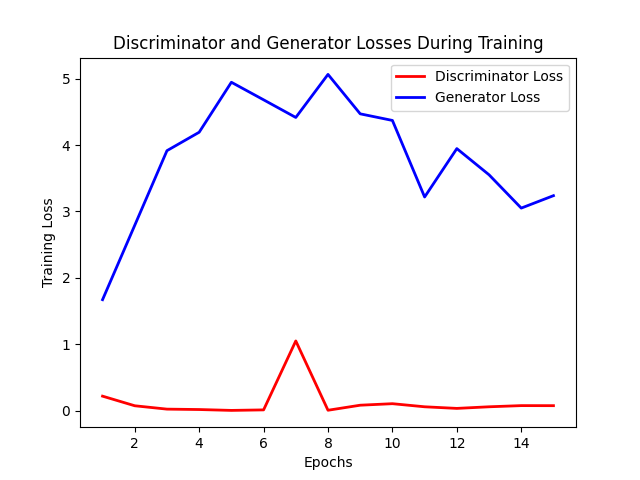 Discriminator and Generator Losses During Training
Discriminator Loss
Generator Loss
Training Loss
5
4
3
2
1
0
2 4 6 8 10 12 14
Epochs